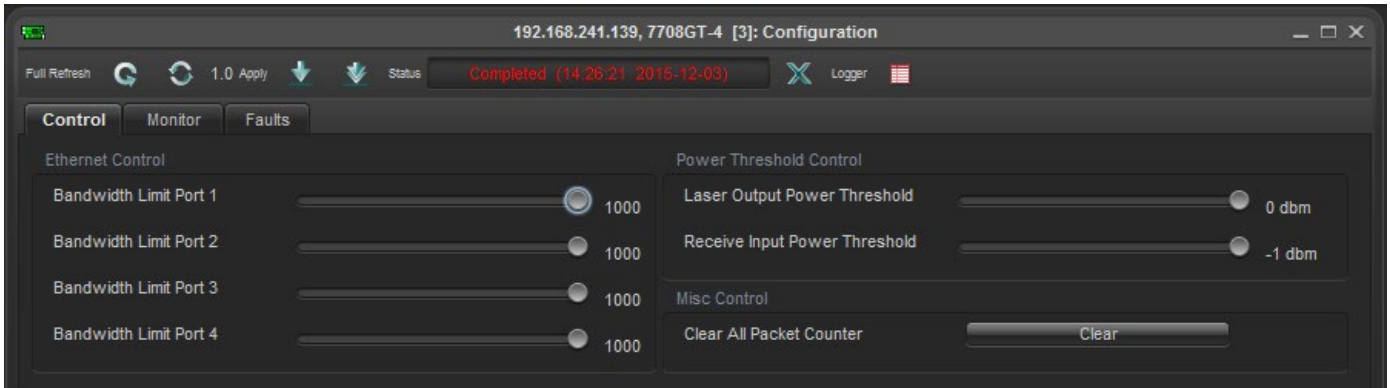 192.168.241.139, 7708GT-4 [3]: Configuration
Full Refresh 1.0 Apply Status Completed (14:26:21 2015-12-03) Logger
Control Monitor Faults
Ethernet Control
Bandwidth Limit Port 1 1000
Bandwidth Limit Port 2 1000
Bandwidth Limit Port 3 1000
Bandwidth Limit Port 4 1000
Power Threshold Control
Laser Output Power Threshold 0 dbm
Receive Input Power Threshold -1 dbm
Misc Control
Clear All Packet Counter Clear